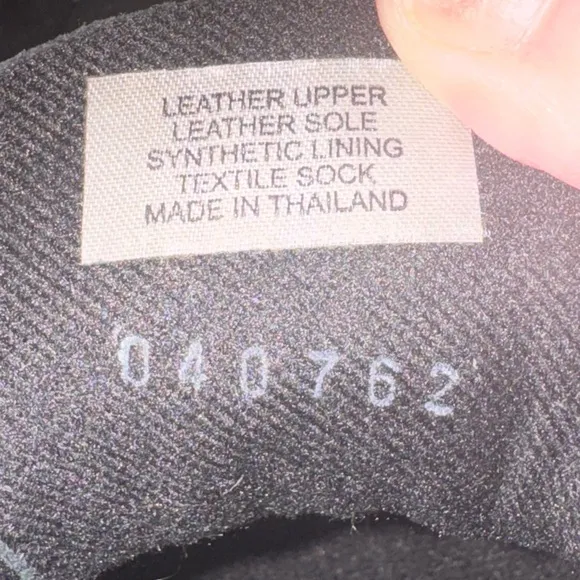 LEATHER UPPER
LEATHER SOLE
SYNTHETIC LINING
TEXTILE SOCK
MADE IN THAILAND
040762